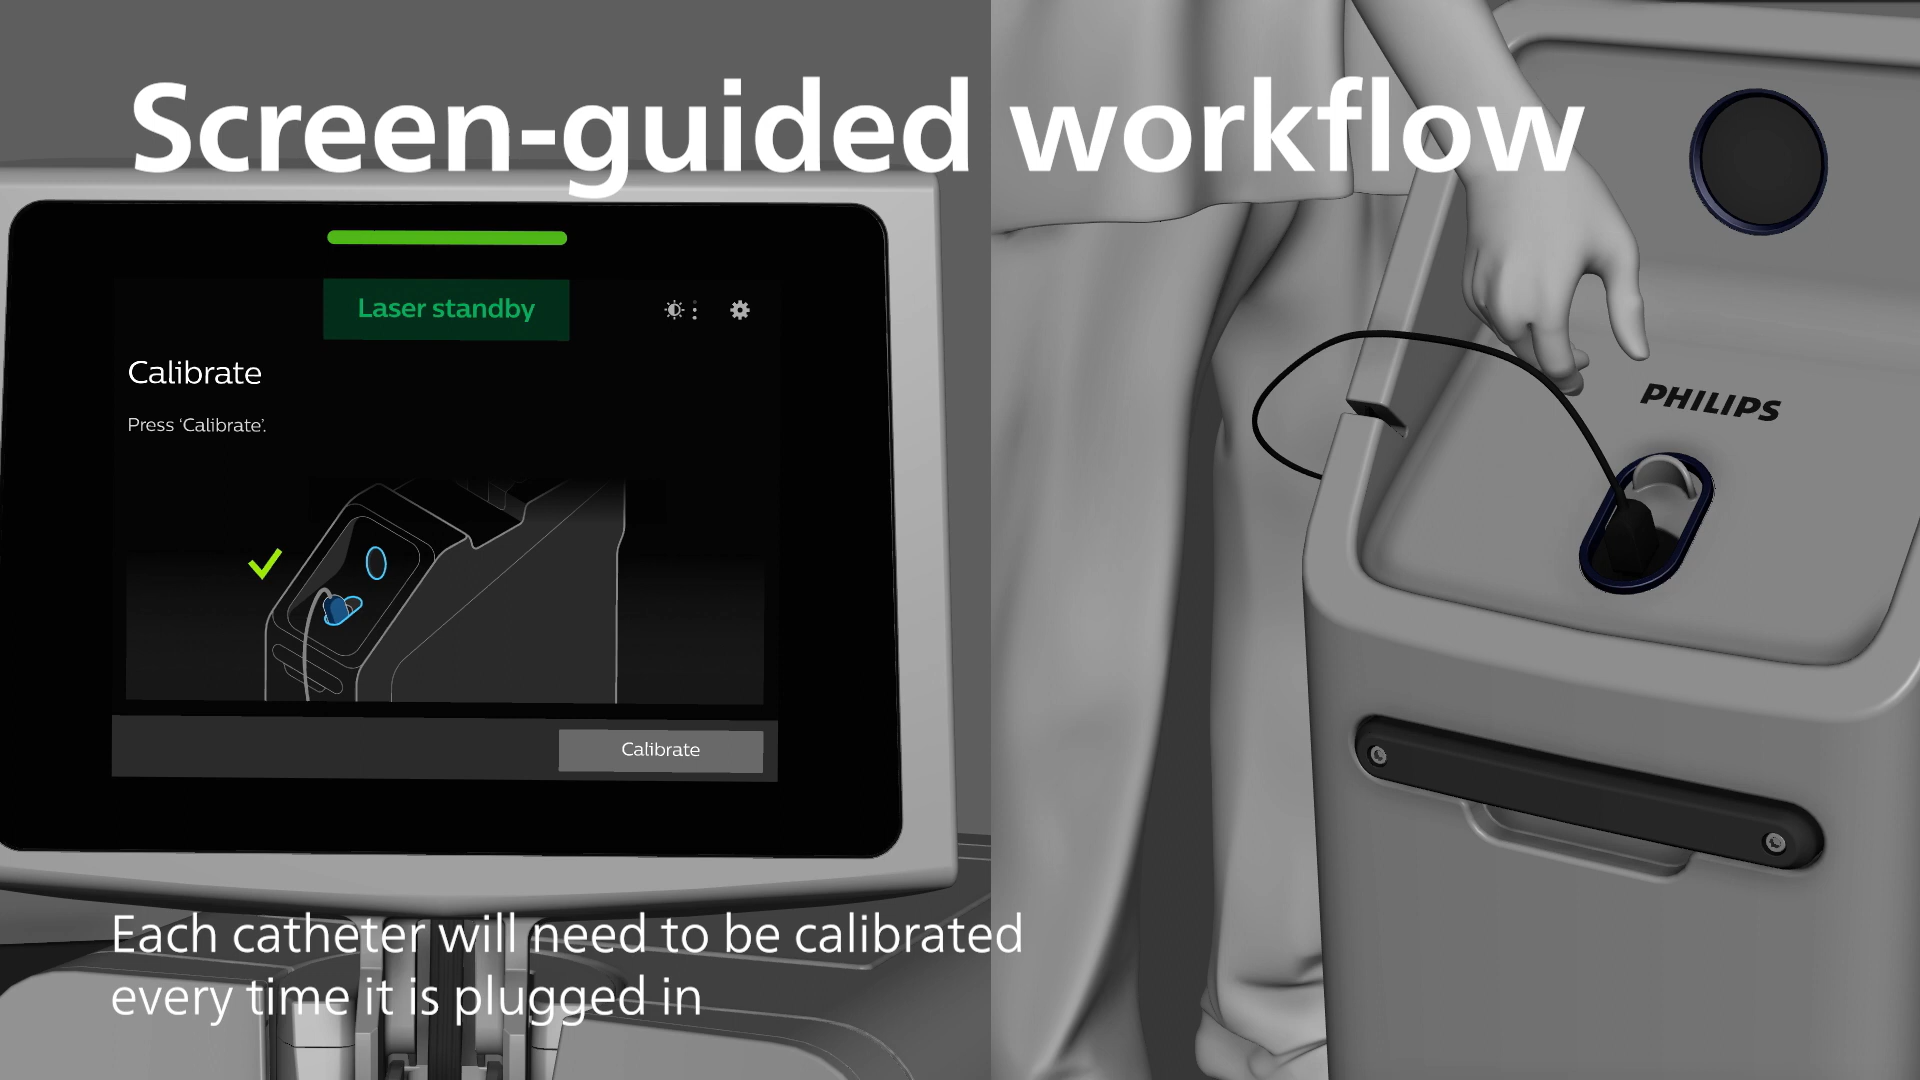 Screen-guided workflow
Laser standby
Calibrate
Press ‘Calibrate’.
Calibrate
PHILIPS
Each catheter will need to be calibrated
every time it is plugged in